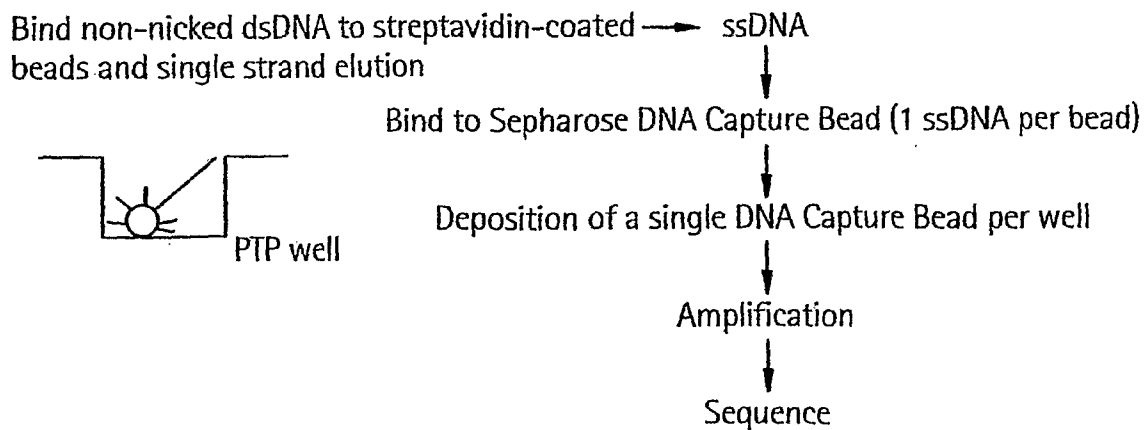 Bind non-nicked dsDNA to streptavidin-coated
beads and single strand elution
ssDNA
Bind to Sepharose DNA Capture Bead (1 ssDNA per bead)
Deposition of a single DNA Capture Bead per well
PTP well
Amplification
Sequence